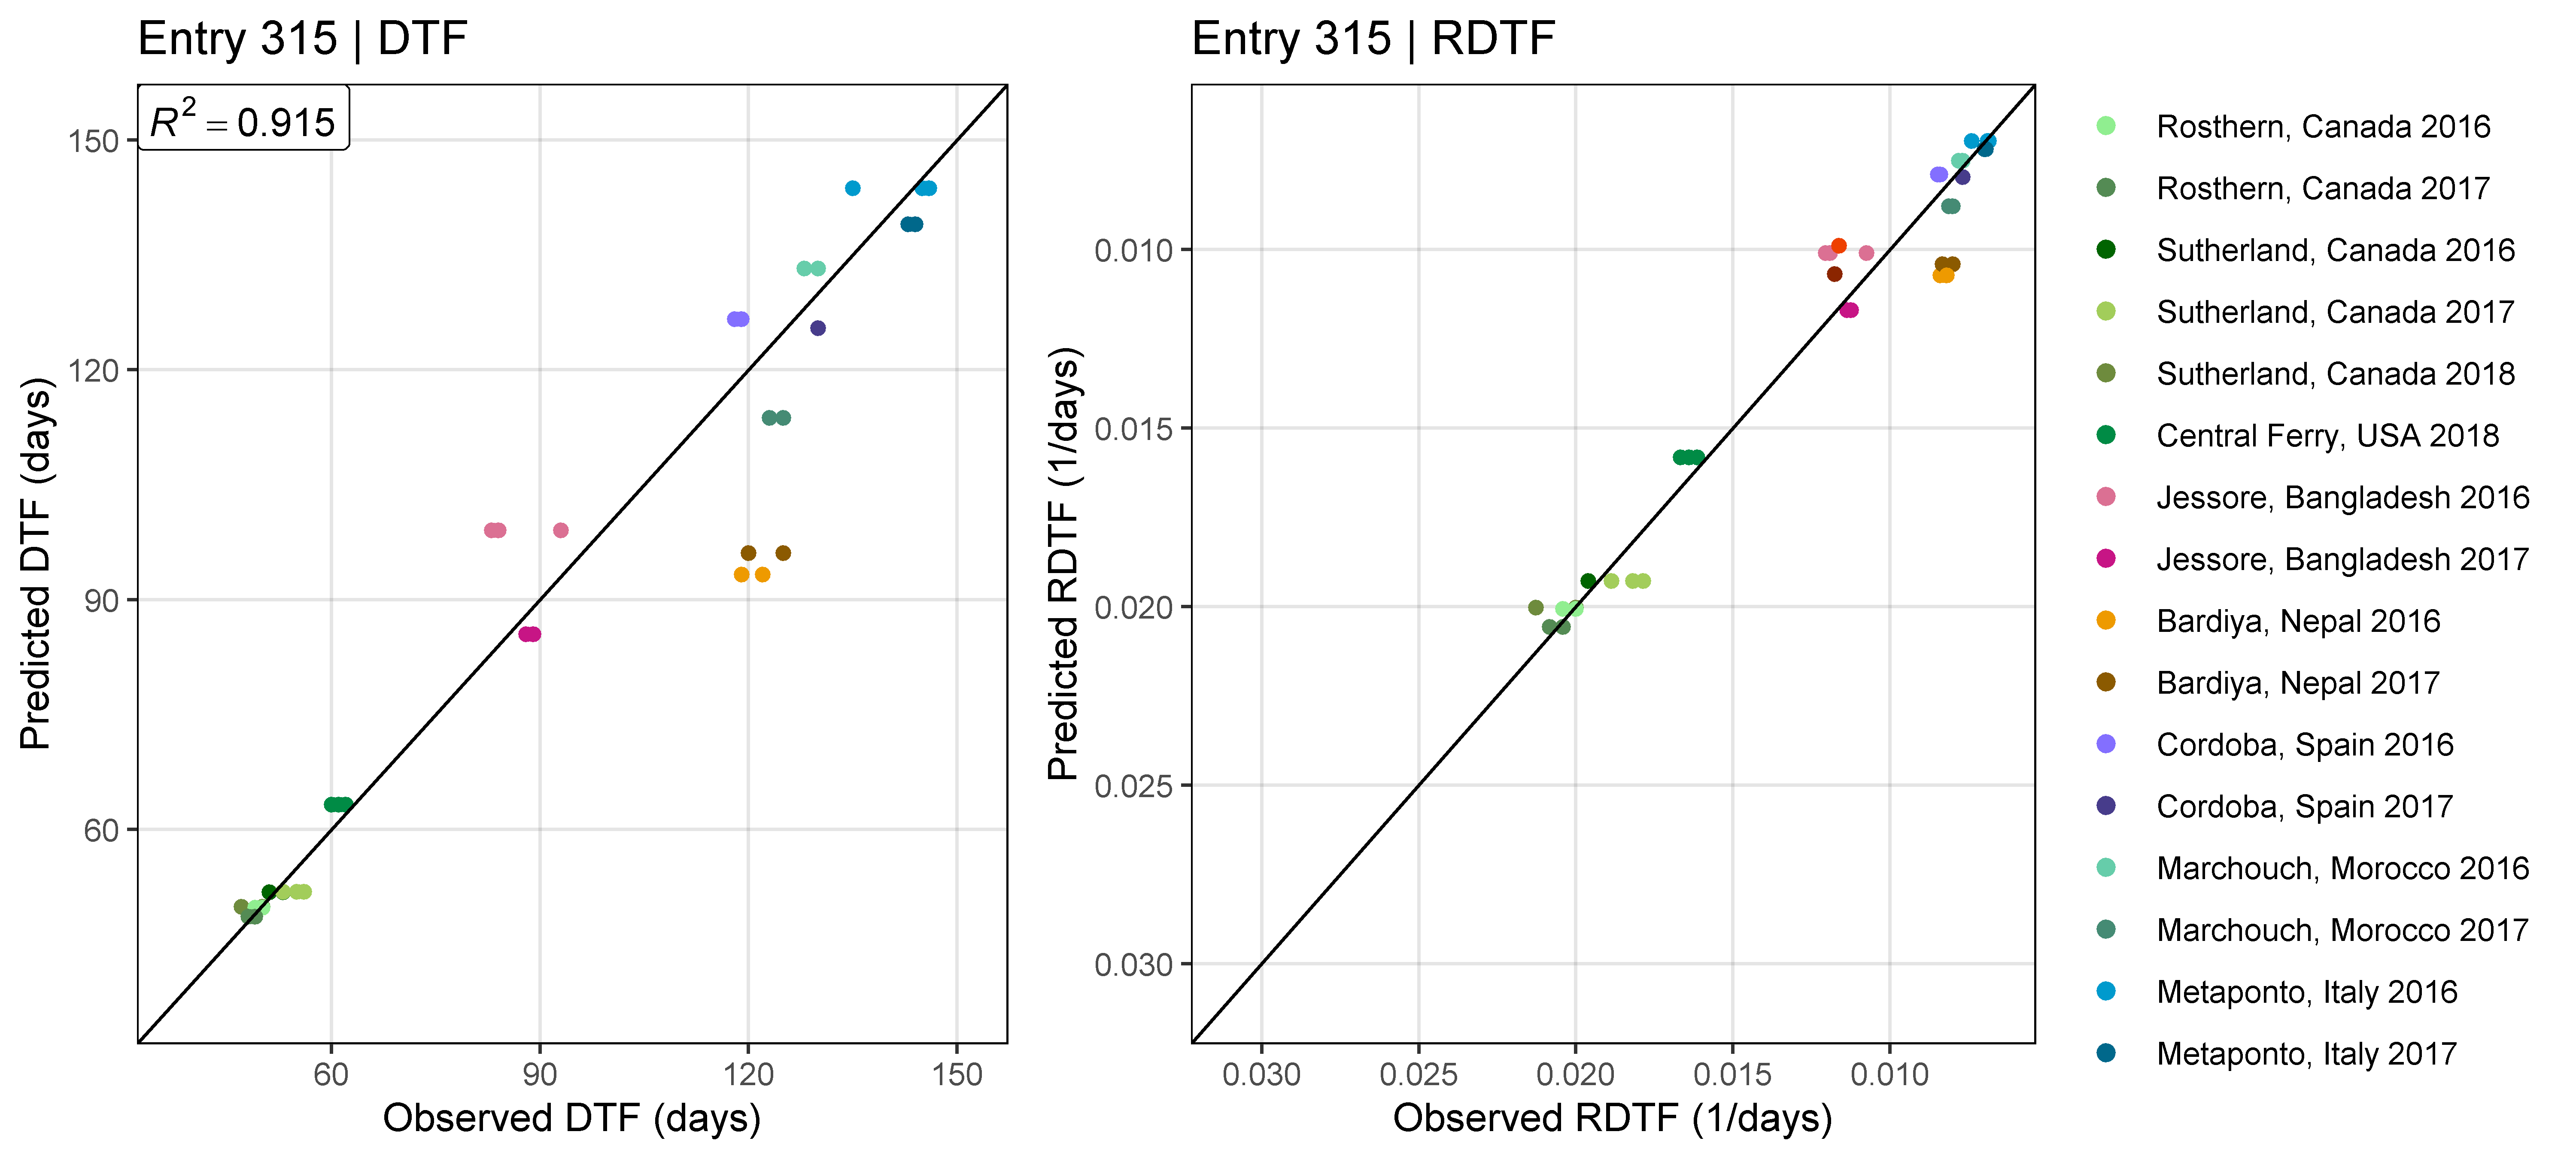 Entry 315 | DTF
R² = 0.915
150
120
90
60
60
90
120
150
Predicted DTF (days)
Observed DTF (days)
Entry 315 | RDTF
0.010
0.015
0.020
0.025
0.030
0.030
0.025
0.020
0.015
0.010
Predicted RDTF (1/days)
Observed RDTF (1/days)
Rosthern, Canada 2016
Rosthern, Canada 2017
Sutherland, Canada 2016
Sutherland, Canada 2017
Sutherland, Canada 2018
Central Ferry, USA 2018
Jessore, Bangladesh 2016
Jessore, Bangladesh 2017
Bardiya, Nepal 2016
Bardiya, Nepal 2017
Cordoba, Spain 2016
Cordoba, Spain 2017
Marchouch, Morocco 2016
Marchouch, Morocco 2017
Metaponto, Italy 2016
Metaponto, Italy 2017